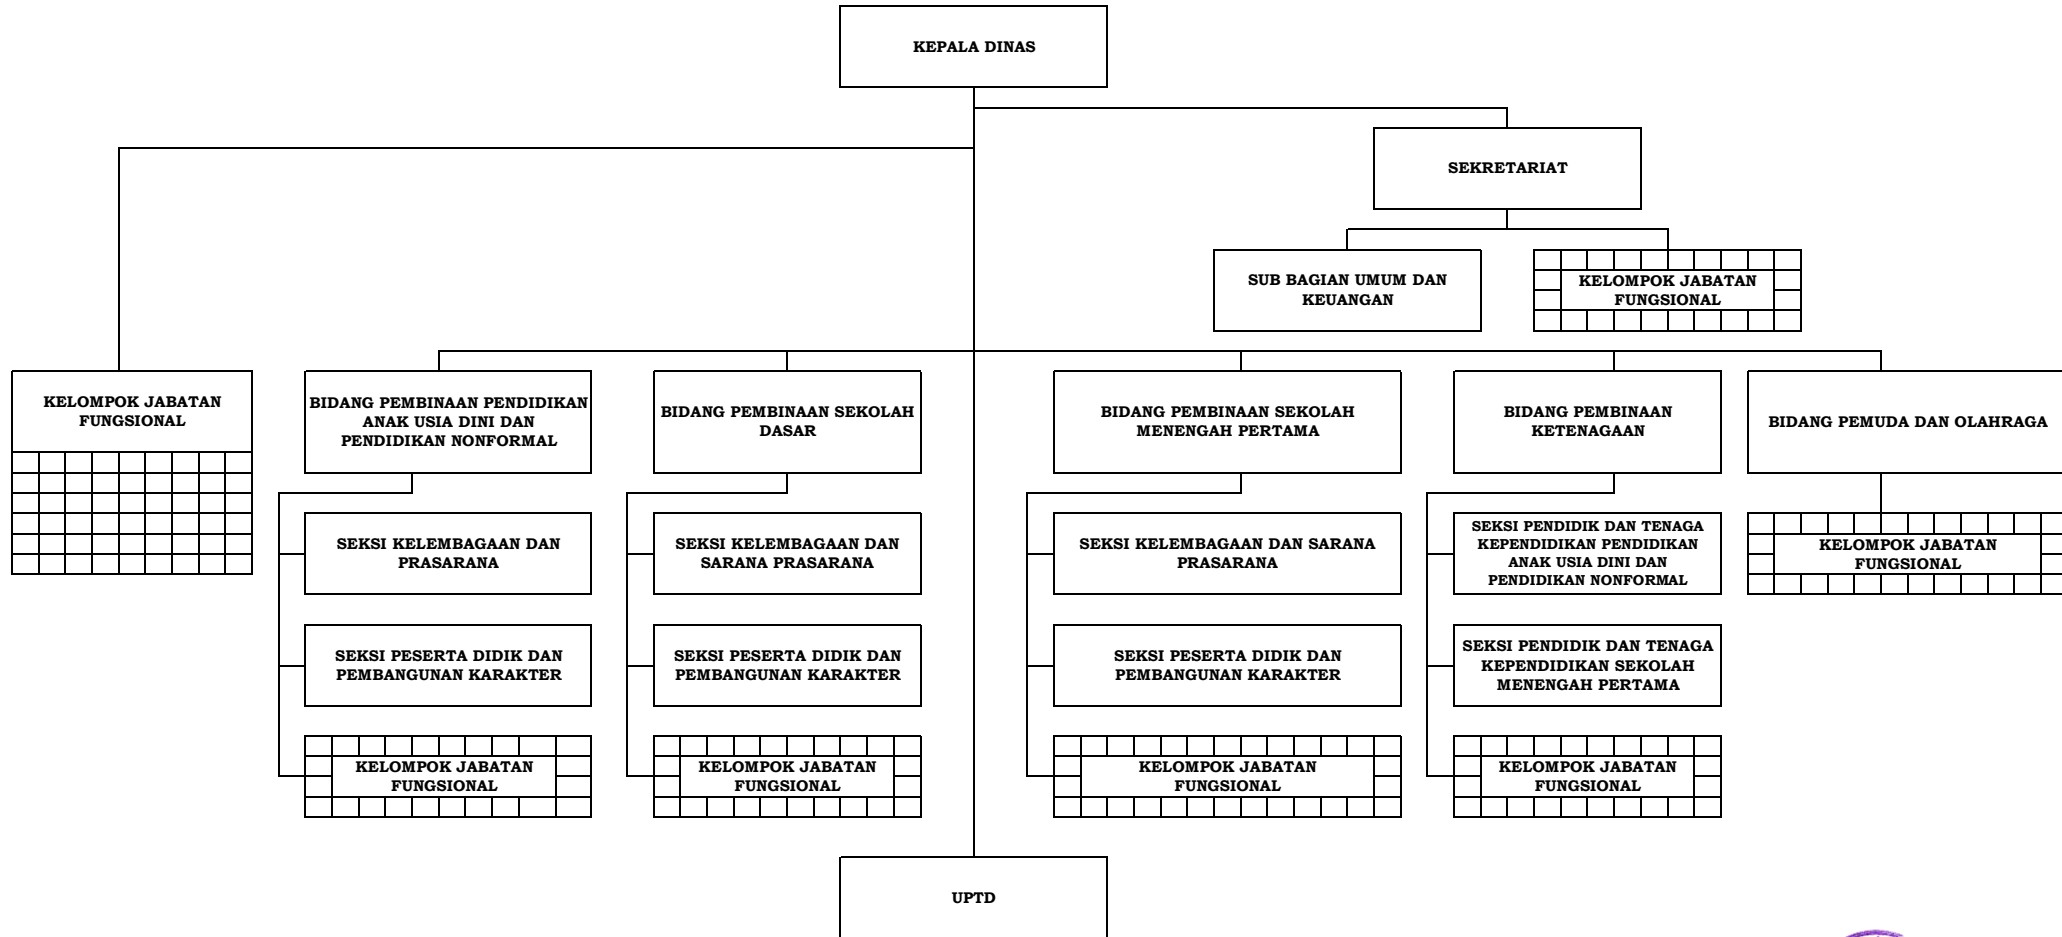 KEPALA DINAS
SEKRETARIAT
SUB BAGIAN UMUM DAN
KEUANGAN
KELOMPOK JABATAN
FUNGSIONAL
KELOMPOK JABATAN
FUNGSIONAL
BIDANG PEMBINAAN PENDIDIKAN
ANAK USIA DINI DAN
PENDIDIKAN NONFORMAL
BIDANG PEMBINAAN SEKOLAH
DASAR
BIDANG PEMBINAAN SEKOLAH
MENENGAH PERTAMA
BIDANG PEMBINAAN
KETENAGAAN
BIDANG PEMUDA DAN OLAHRAGA
SEKSI KELEMBAGAAN DAN
PRASARANA
SEKSI KELEMBAGAAN DAN
SARANA PRASARANA
SEKSI KELEMBAGAAN DAN SARANA
PRASARANA
SEKSI PENDIDIK DAN TENAGA
KEPENDIDIKAN PENDIDIKAN
ANAK USIA DINI DAN
PENDIDIKAN NONFORMAL
KELOMPOK JABATAN
FUNGSIONAL
SEKSI PESERTA DIDIK DAN
PEMBANGUNAN KARAKTER
SEKSI PESERTA DIDIK DAN
PEMBANGUNAN KARAKTER
SEKSI PESERTA DIDIK DAN
PEMBANGUNAN KARAKTER
SEKSI PENDIDIK DAN TENAGA
KEPENDIDIKAN SEKOLAH
MENENGAH PERTAMA
KELOMPOK JABATAN
FUNGSIONAL
KELOMPOK JABATAN
FUNGSIONAL
KELOMPOK JABATAN
FUNGSIONAL
KELOMPOK JABATAN
FUNGSIONAL
UPTD